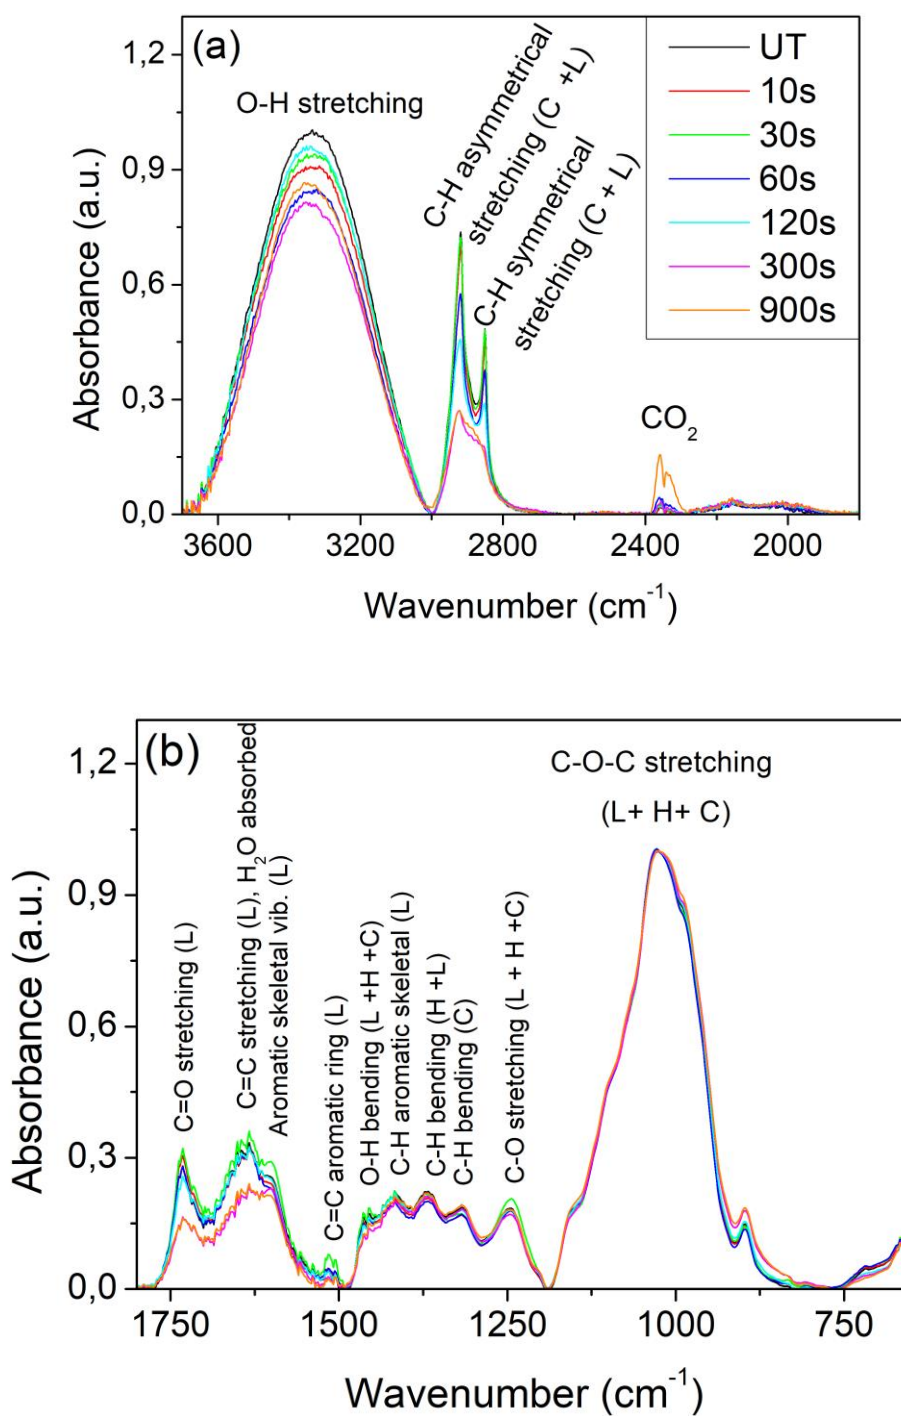 (a)
O-H stretching
C-H asymmetrical
stretching (C +L)
C-H symmetrical
stretching (C + L)
CO2
UT
10s
30s
60s
120s
300s
900s
1,2
0,9
0,6
0,3
0,0
Absorbance (a.u.)
3600 3200 2800 2400 2000
Wavenumber (cm-1)
(b)
C=O stretching (L)
C=C stretching (L), H2O absorbed
Aromatic skeletal vib. (L)
C=C aromatic ring (L)
O-H bending (L +H +C)
C-H aromatic skeletal (L)
C-H bending (H +L)
C-H bending (C)
C-O stretching (L + H +C)
C-O-C stretching
(L+ H+ C)
1,2
0,9
0,6
0,3
0,0
Absorbance (a.u.)
1750 1500 1250 1000 750
Wavenumber (cm-1)